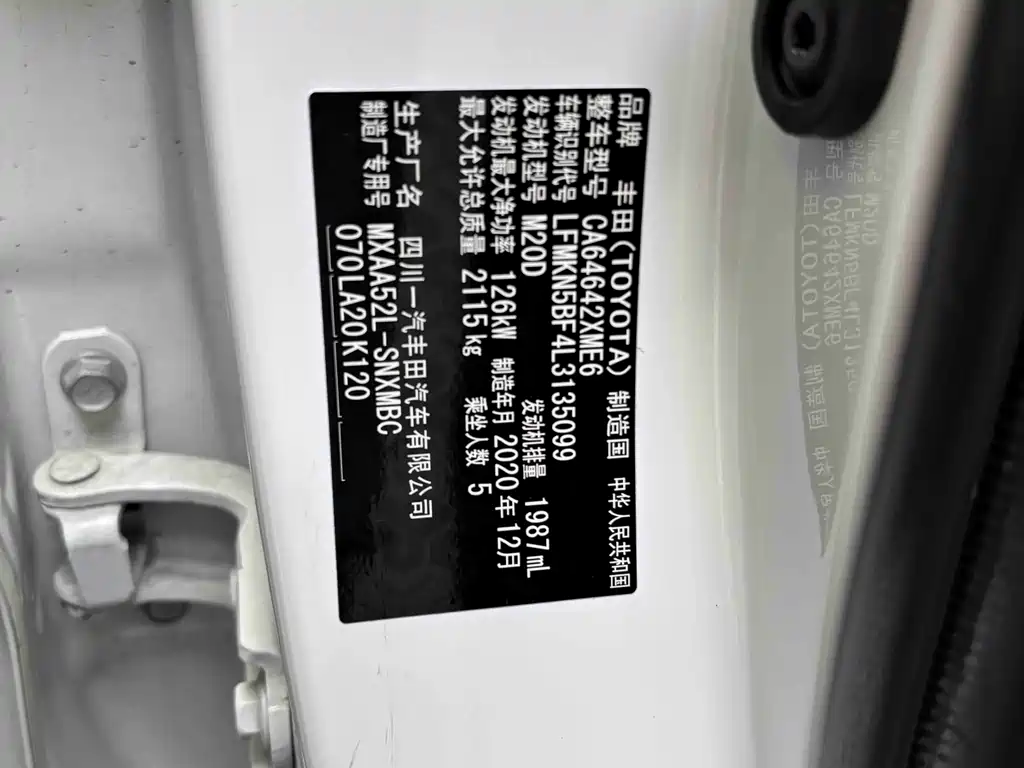 品牌 丰田(TOYOTA) 制造国 中华人民共和国
整车型号 CA64642XME6
车辆识别代号 LFMKN5BF4L3135099
发动机型号 M20D 发动机排量 1987mL
发动机最大净功率 126kW 制造年月 2020年12月
最大允许总质量 2115kg 乘坐人数 5
生产厂名 四川一汽丰田汽车有限公司
制造厂专用号 MXAA52L-SNXMBC
070LA20K120